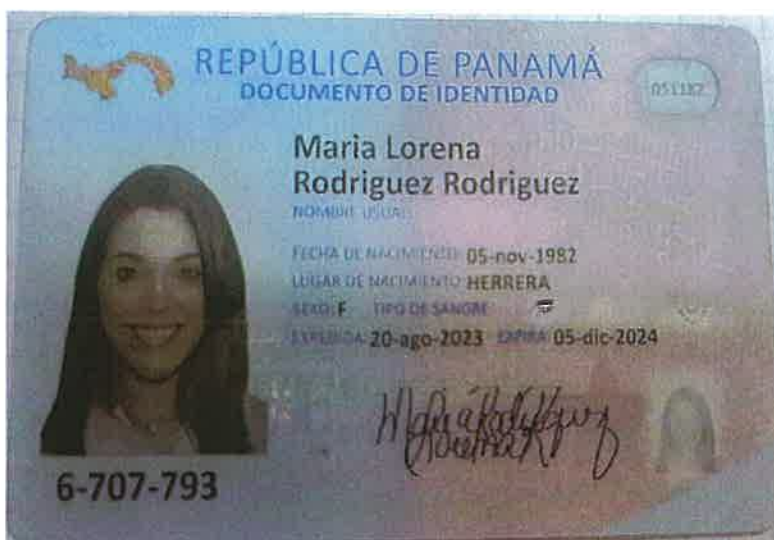 REPÚBLICA DE PANAMÁ
DOCUMENTO DE IDENTIDAD
051182
Maria Lorena
Rodriguez Rodriguez
NOMBRE USUAL:
FECHA DE NACIMIENTO: 05-nov-1982
LUGAR DE NACIMIENTO: HERRERA
SEXO: F TIPO DE SANGRE
EXPEDIDA: 20-ago-2023 EXPIRA: 05-dic-2024
6-707-793